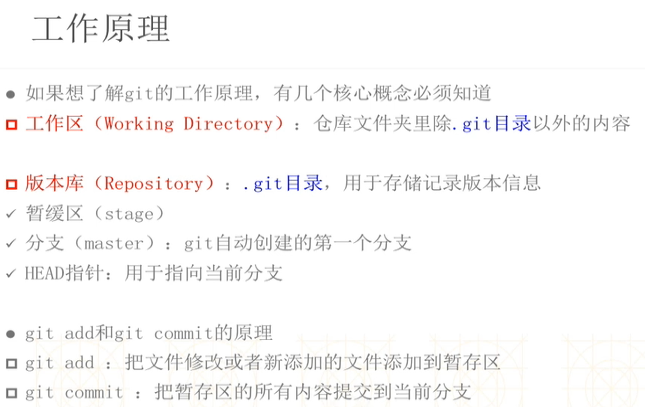 工作原理
如果想了解git的工作原理，有几个核心概念必须知道
工作区（Working Directory）：仓库文件夹里除.git目录以外的内容
版本库（Repository）：.git目录，用于存储记录版本信息
暂缓区（stage）
分支（master）：git自动创建的第一个分支
HEAD指针：用于指向当前分支
git add和git commit的原理
git add ：把文件修改或者新添加的文件添加到暂存区
git commit ：把暂存区的所有内容提交到当前分支